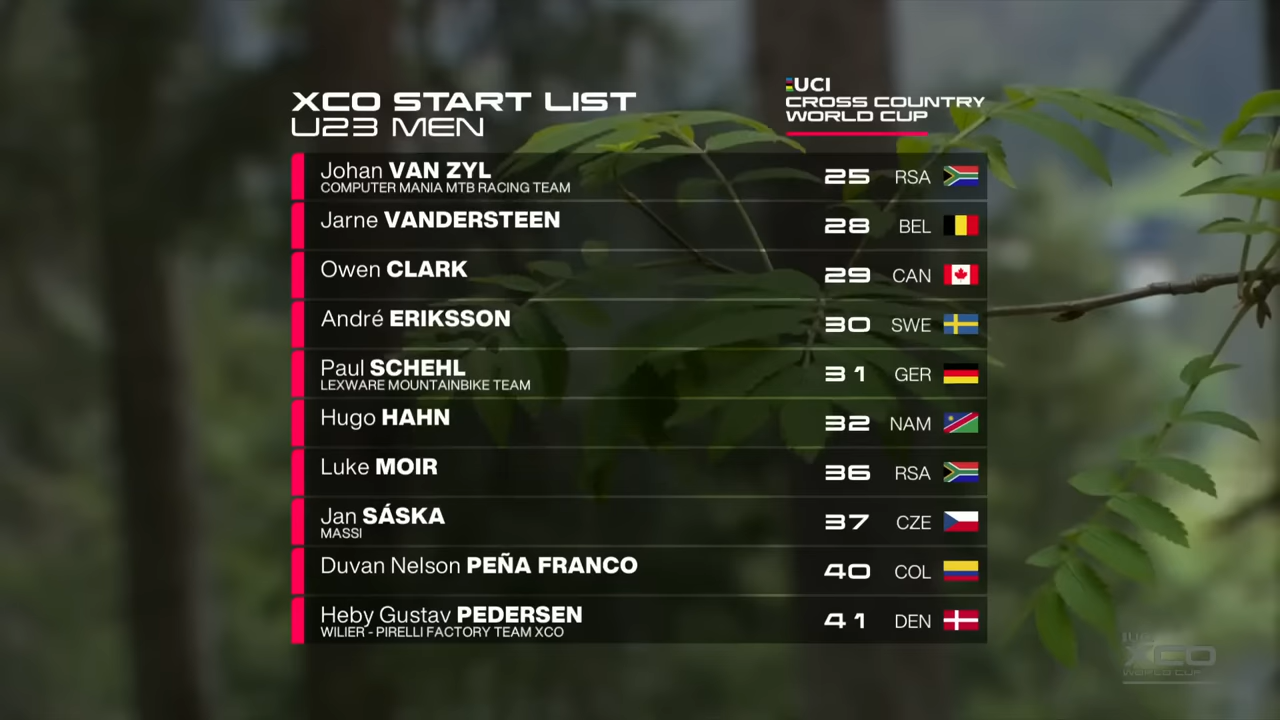 XCO START LIST
U23 MEN
UCI
CROSS COUNTRY
WORLD CUP
Johan VAN ZYL 25 RSA
COMPUTER MANIA MTB RACING TEAM
Jarne VANDERSTEEN 28 BEL
Owen CLARK 29 CAN
André ERIKSSON 30 SWE
Paul SCHEHL 31 GER
LEXWARE MOUNTAINBIKE TEAM
Hugo HAHN 32 NAM
Luke MOIR 36 RSA
Jan SÁSKA 37 CZE
MASSI
Duvan Nelson PEÑA FRANCO 40 COL
Heby Gustav PEDERSEN 41 DEN
WILIER - PIRELLI FACTORY TEAM XCO
UCI
XCO
WORLD CUP